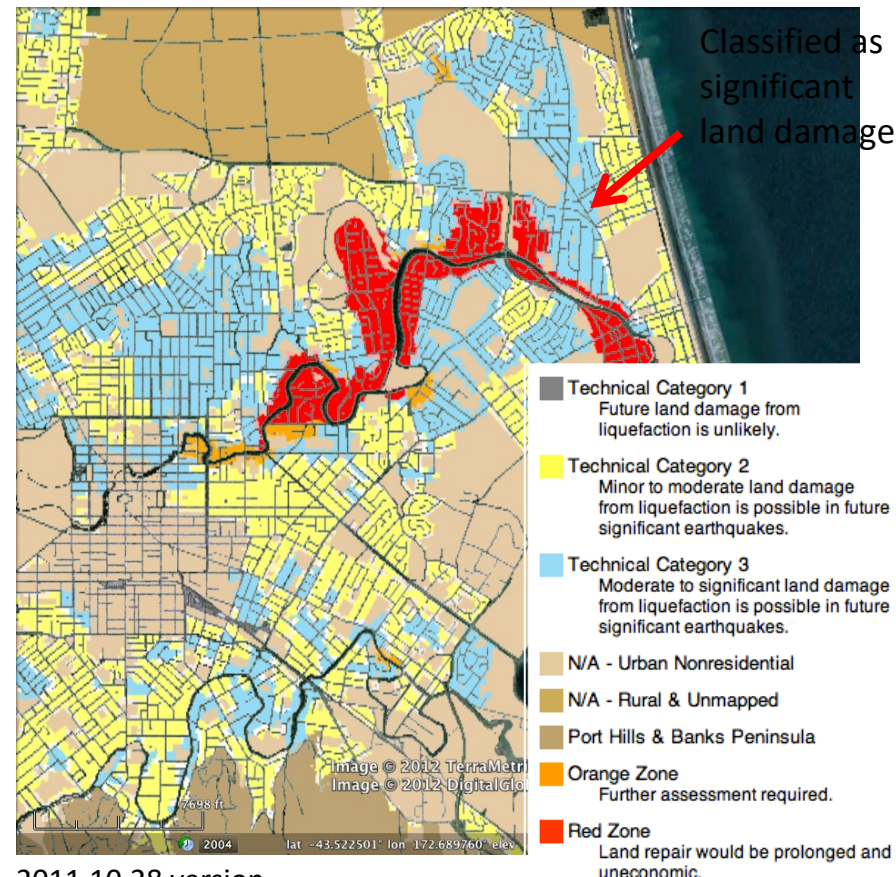 Classified as
significant
land damage
Technical Category 1
Future land damage from
liquefaction is unlikely.
Technical Category 2
Minor to moderate land damage
from liquefaction is possible in future
significant earthquakes.
Technical Category 3
Moderate to significant land damage
from liquefaction is possible in future
significant earthquakes.
N/A - Urban Nonresidential
N/A - Rural & Unmapped
Port Hills & Banks Peninsula
Orange Zone
Further assessment required.
Red Zone
Land repair would be prolonged and
uneconomic.
Image © 2012 TerraMetri
Image © 2012 DigitalGlo
7698 ft
2004
lat -43.522501° lon 172.689760° elev
2011.10.28 version